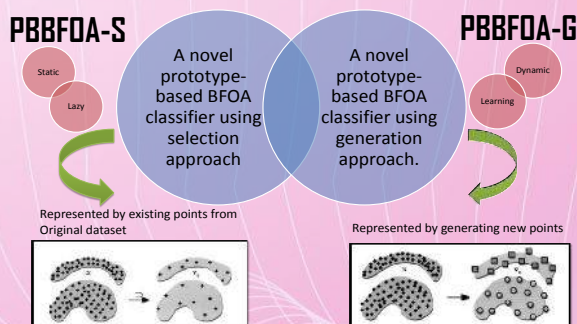 PBBFOA-S
PBBFOA-G
Static
Lazy
A novel
prototype-
based BFOA
classifier using
selection
approach
A novel
prototype-
based BFOA
classifier using
generation
approach.
Dynamic
Learning
Represented by existing points from
Original dataset
Represented by generating new points